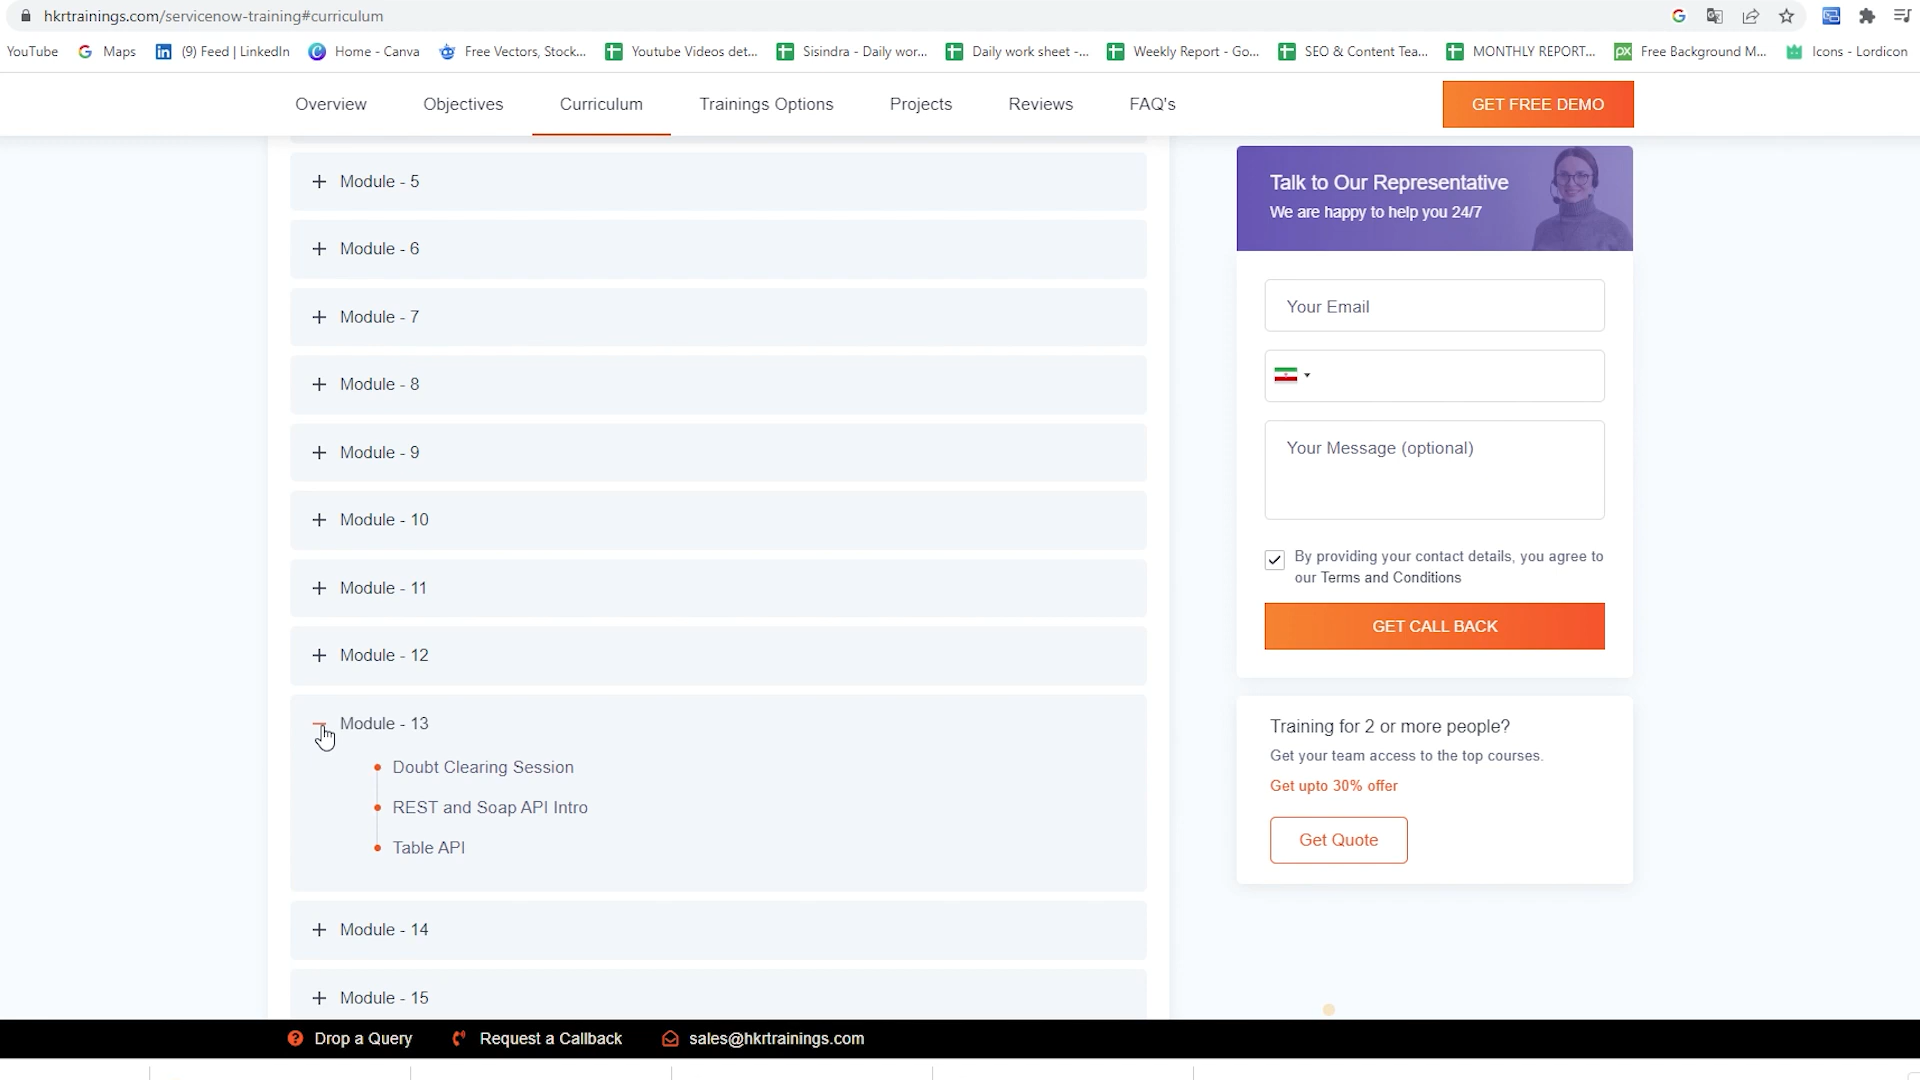 hkrtrainings.com/servicenow-training#curriculum
YouTube Maps (9) Feed | LinkedIn Home - Canva Free Vectors, Stock... Youtube Videos det... Sisindra - Daily wor... Daily work sheet -... Weekly Report - Go... SEO & Content Tea... MONTHLY REPORT... Free Background M... Icons - Lordicon
Overview Objectives Curriculum Trainings Options Projects Reviews FAQ's GET FREE DEMO
Module - 5
Module - 6
Module - 7
Module - 8
Module - 9
Module - 10
Module - 11
Module - 12
Module - 13
Doubt Clearing Session
REST and Soap API Intro
Table API
Module - 14
Module - 15
Talk to Our Representative
We are happy to help you 24/7
Your Email
Your Message (optional)
By providing your contact details, you agree to
our Terms and Conditions
GET CALL BACK
Training for 2 or more people?
Get your team access to the top courses.
Get upto 30% offer
Get Quote
Drop a Query Request a Callback sales@hkrtrainings.com